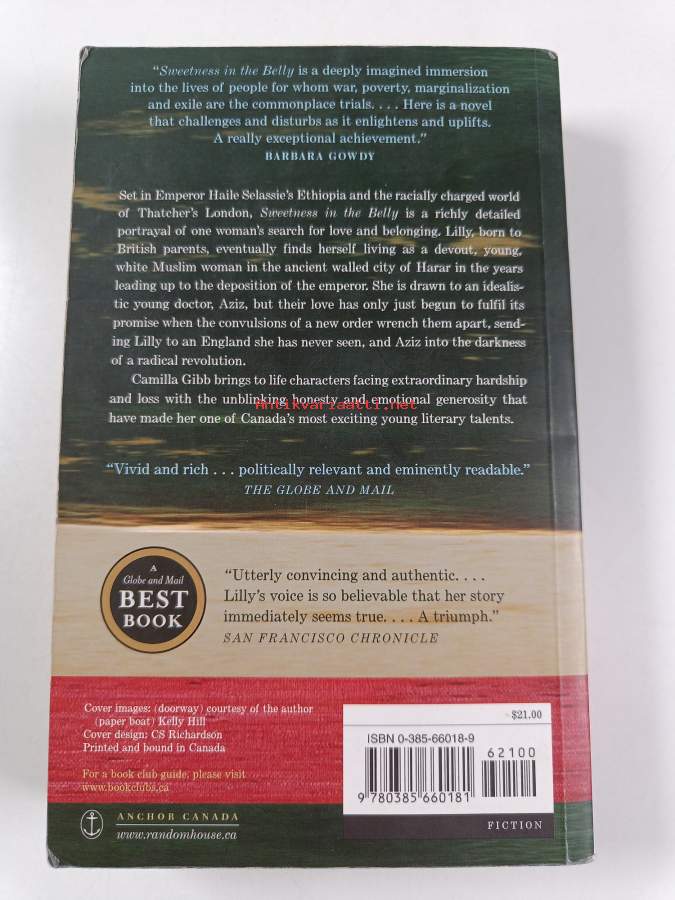 “Sweetness in the Belly is a deeply imagined immersion
into the lives of people for whom war, poverty, marginalization
and exile are the commonplace trials. . . . Here is a novel
that challenges and disturbs as it enlightens and uplifts.
A really exceptional achievement.”
BARBARA GOWDY
Set in Emperor Haile Selassie’s Ethiopia and the racially charged world
of Thatcher’s London, Sweetness in the Belly is a richly detailed
portrayal of one woman’s search for love and belonging. Lilly, born to
British parents, eventually finds herself living as a devout, young,
white Muslim woman in the ancient walled city of Harar in the years
leading up to the deposition of the emperor. She is drawn to an idealis-
tic young doctor, Aziz, but their love has only just begun to fulfil its
promise when the convulsions of a new order wrench them apart, send-
ing Lilly to an England she has never seen, and Aziz into the darkness
of a radical revolution.
Camilla Gibb brings to life characters facing extraordinary hardship
and loss with the unblinking honesty and emotional generosity that
Antikvariaatti.net
have made her one of Canada’s most exciting young literary talents.
“Vivid and rich . . . politically relevant and eminently readable.”
THE GLOBE AND MAIL
A
Globe and Mail
BEST
BOOK
“Utterly convincing and authentic. . . .
Lilly’s voice is so believable that her story
immediately seems true. . . . A triumph.”
SAN FRANCISCO CHRONICLE
Cover images: (doorway) courtesy of the author
(paper boat) Kelly Hill
Cover design: CS Richardson
Printed and bound in Canada
For a book club guide, please visit
www.bookclubs.ca
ANCHOR CANADA
www.randomhouse.ca
$21.00
ISBN 0-385-66018-9
62100
9 780385 660181
FICTION